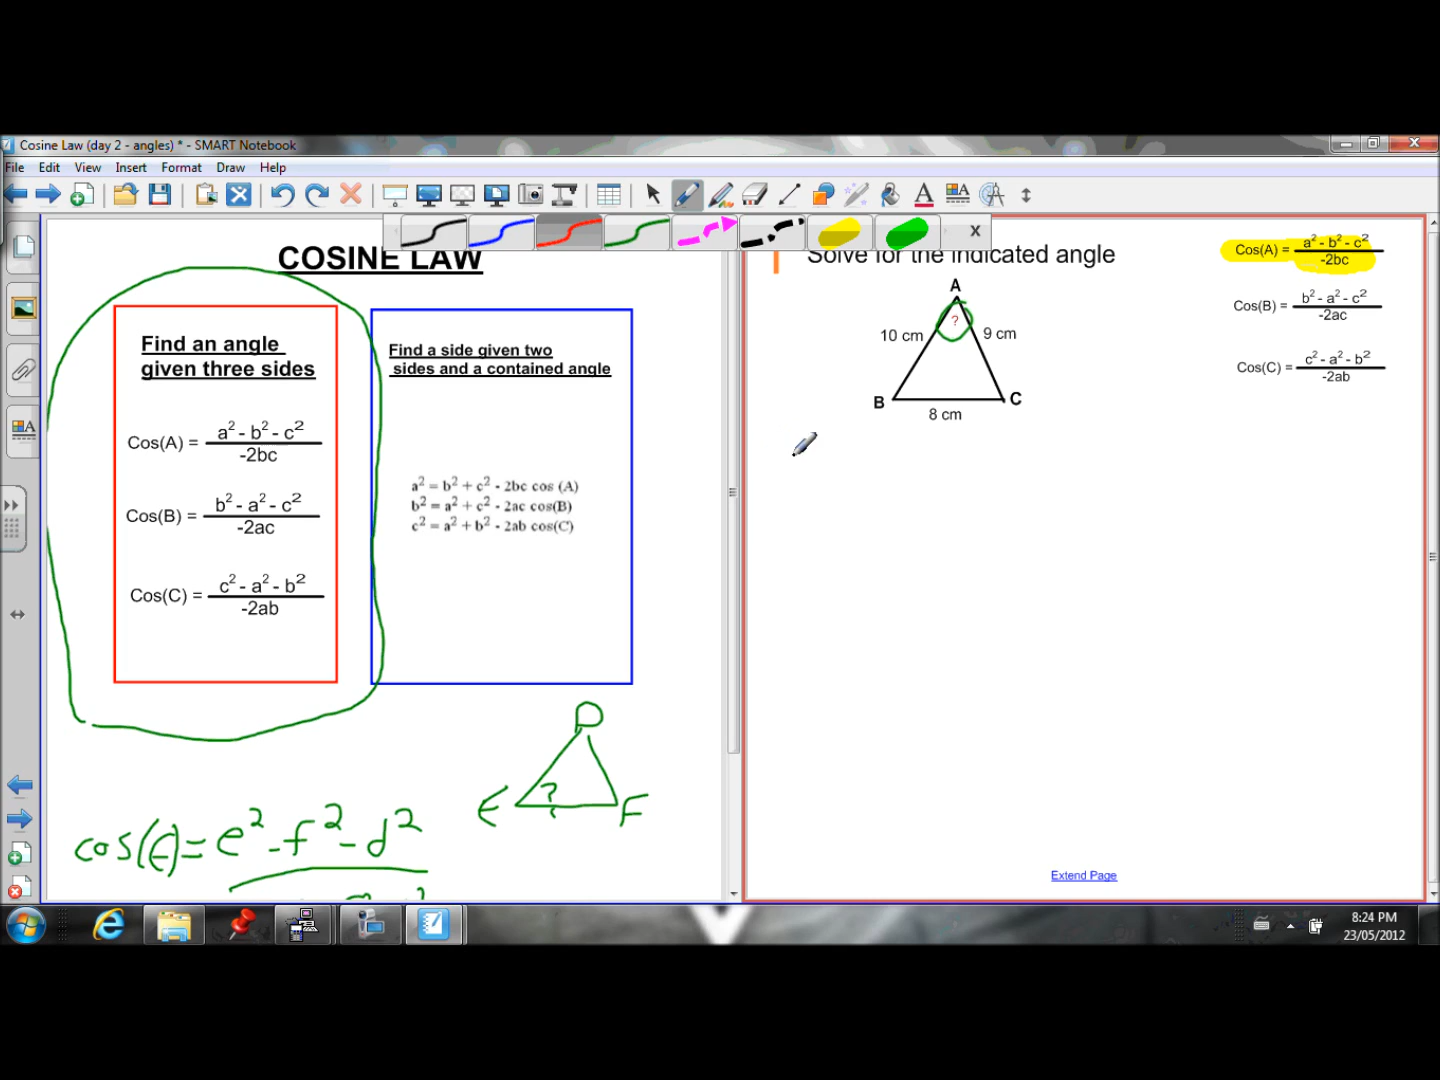 Cosine Law (day 2 - angles) * - SMART Notebook
File Edit View Insert Format Draw Help
X
COSINE LAW
Find an angle
given three sides
Cos(A) = a² - b² - c²
-2bc
Cos(B) = b² - a² - c²
-2ac
Cos(C) = c² - a² - b²
-2ab
Find a side given two
sides and a contained angle
a² = b² + c² - 2bc cos (A)
b² = a² + c² - 2ac cos(B)
c² = a² + b² - 2ab cos(C)
D
E ? F
cos(E) = e² - f² - d²
Solve for the indicated angle
A
?
10 cm 9 cm
B C
8 cm
Cos(A) = a² - b² - c²
-2bc
Cos(B) = b² - a² - c²
-2ac
Cos(C) = c² - a² - b²
-2ab
Extend Page
8:24 PM
23/05/2012